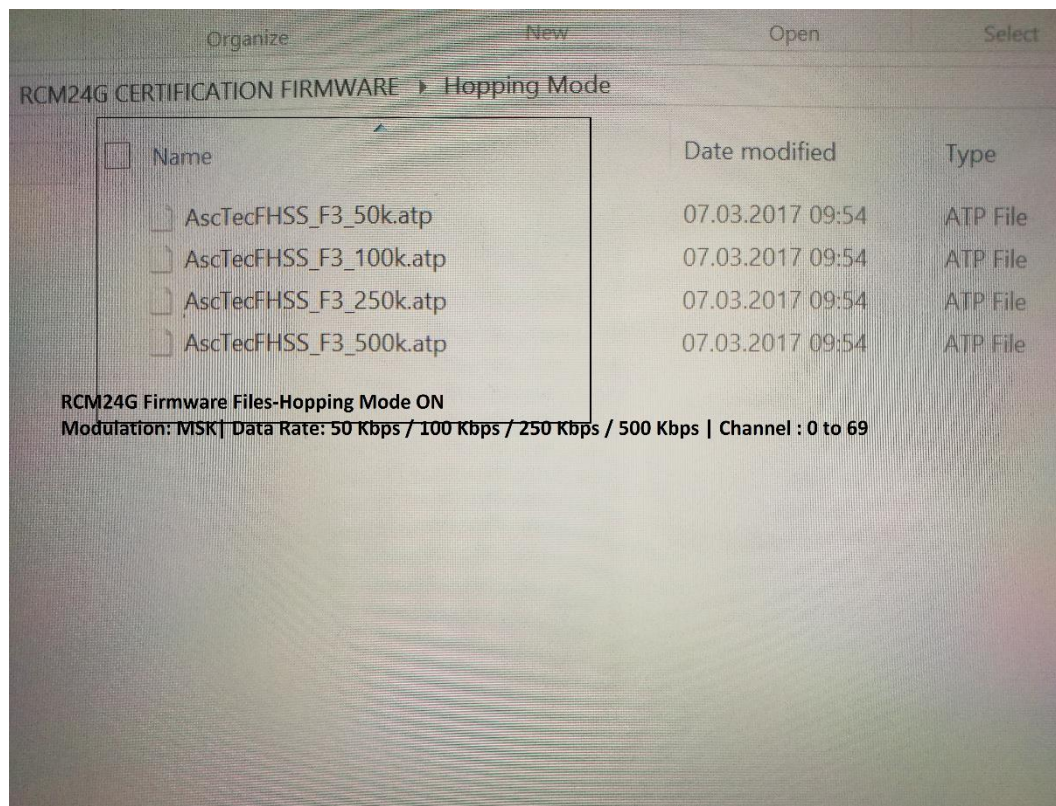 Organize New Open Select
RCM24G CERTIFICATION FIRMWARE Hopping Mode
Name Date modified Type
AscTecFHSS_F3_50k.atp 07.03.2017 09:54 ATP File
AscTecFHSS_F3_100k.atp 07.03.2017 09:54 ATP File
AscTecFHSS_F3_250k.atp 07.03.2017 09:54 ATP File
AscTecFHSS_F3_500k.atp 07.03.2017 09:54 ATP File
RCM24G Firmware Files-Hopping Mode ON
Modulation: MSK| Data Rate: 50 Kbps / 100 Kbps / 250 Kbps / 500 Kbps | Channel : 0 to 69